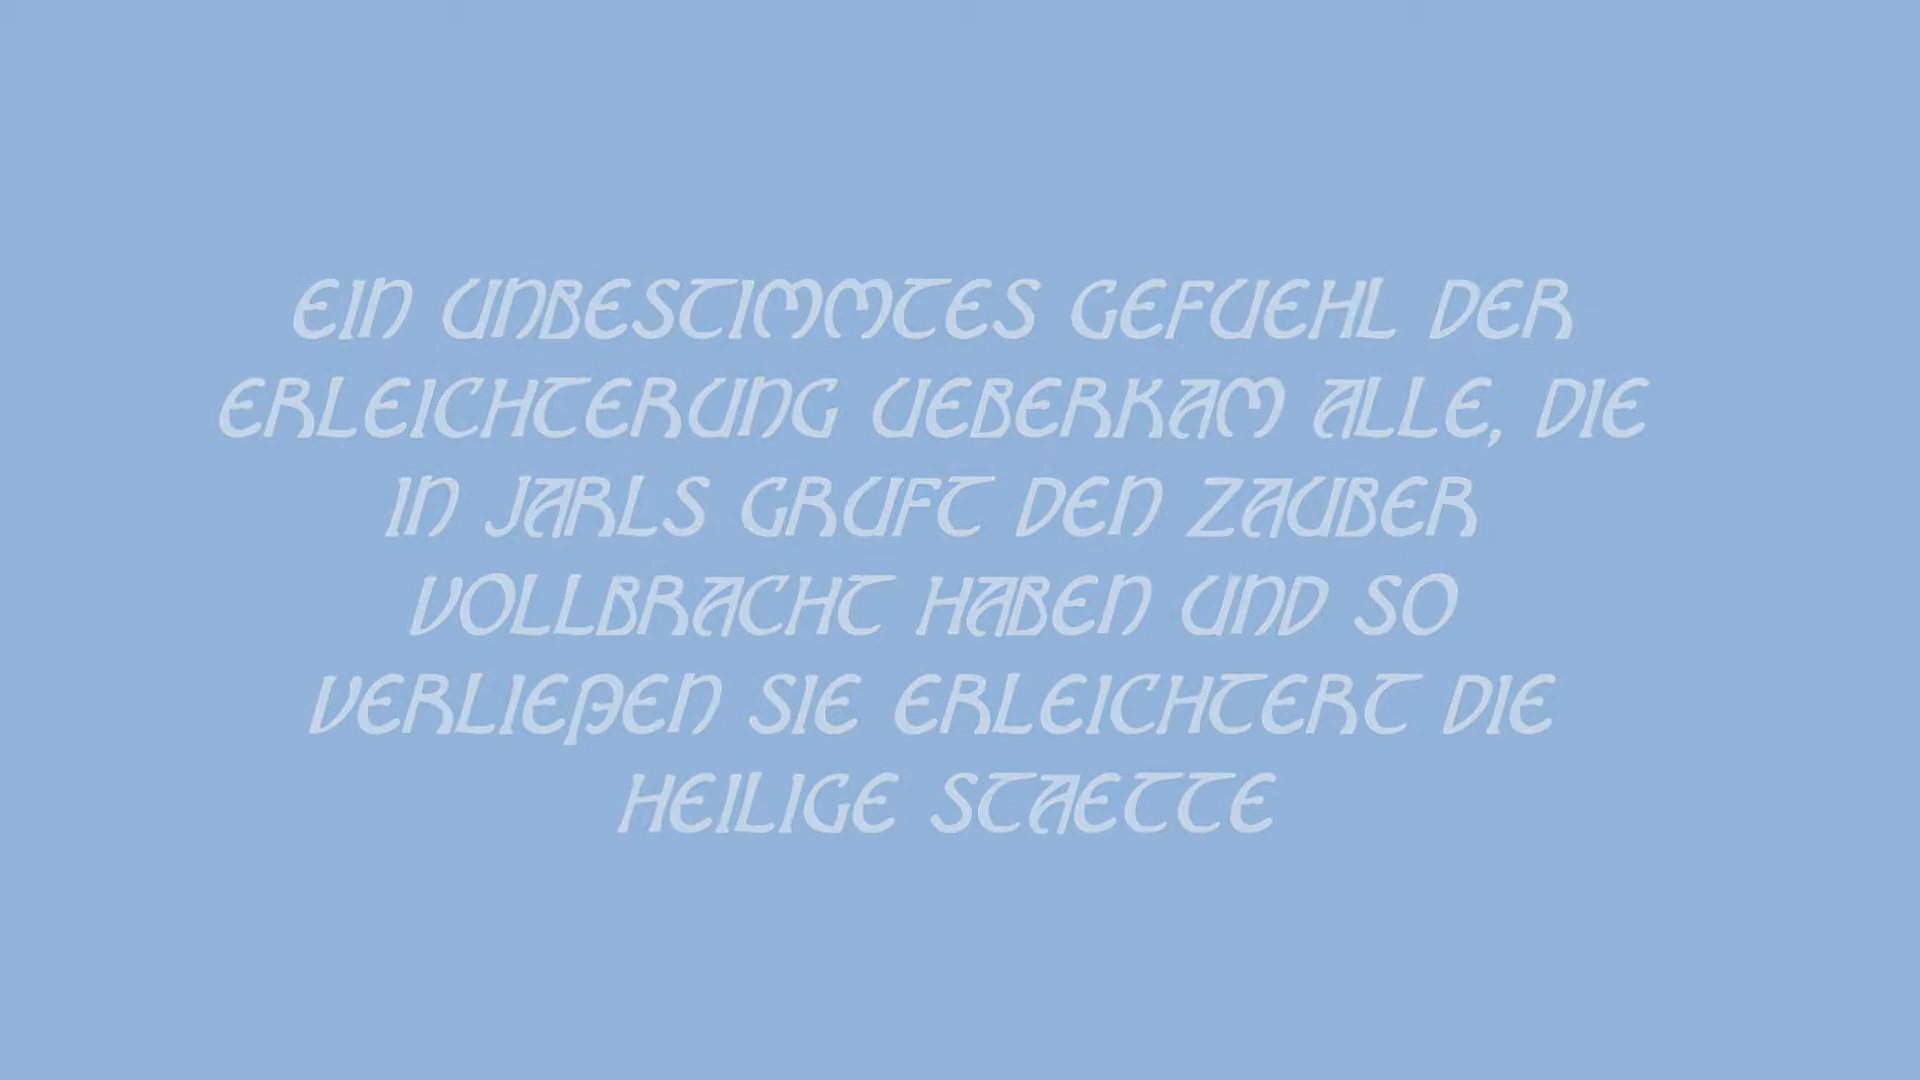 EIN UNBESTIMMTES GEFUEHL DER
ERLEICHTERUNG UEBERKAM ALLE, DIE
IN JARLS GRUFT DEN ZAUBER
VOLLBRACHT HABEN UND SO
VERLIEßEN SIE ERLEICHTERT DIE
HEILIGE STAETTE